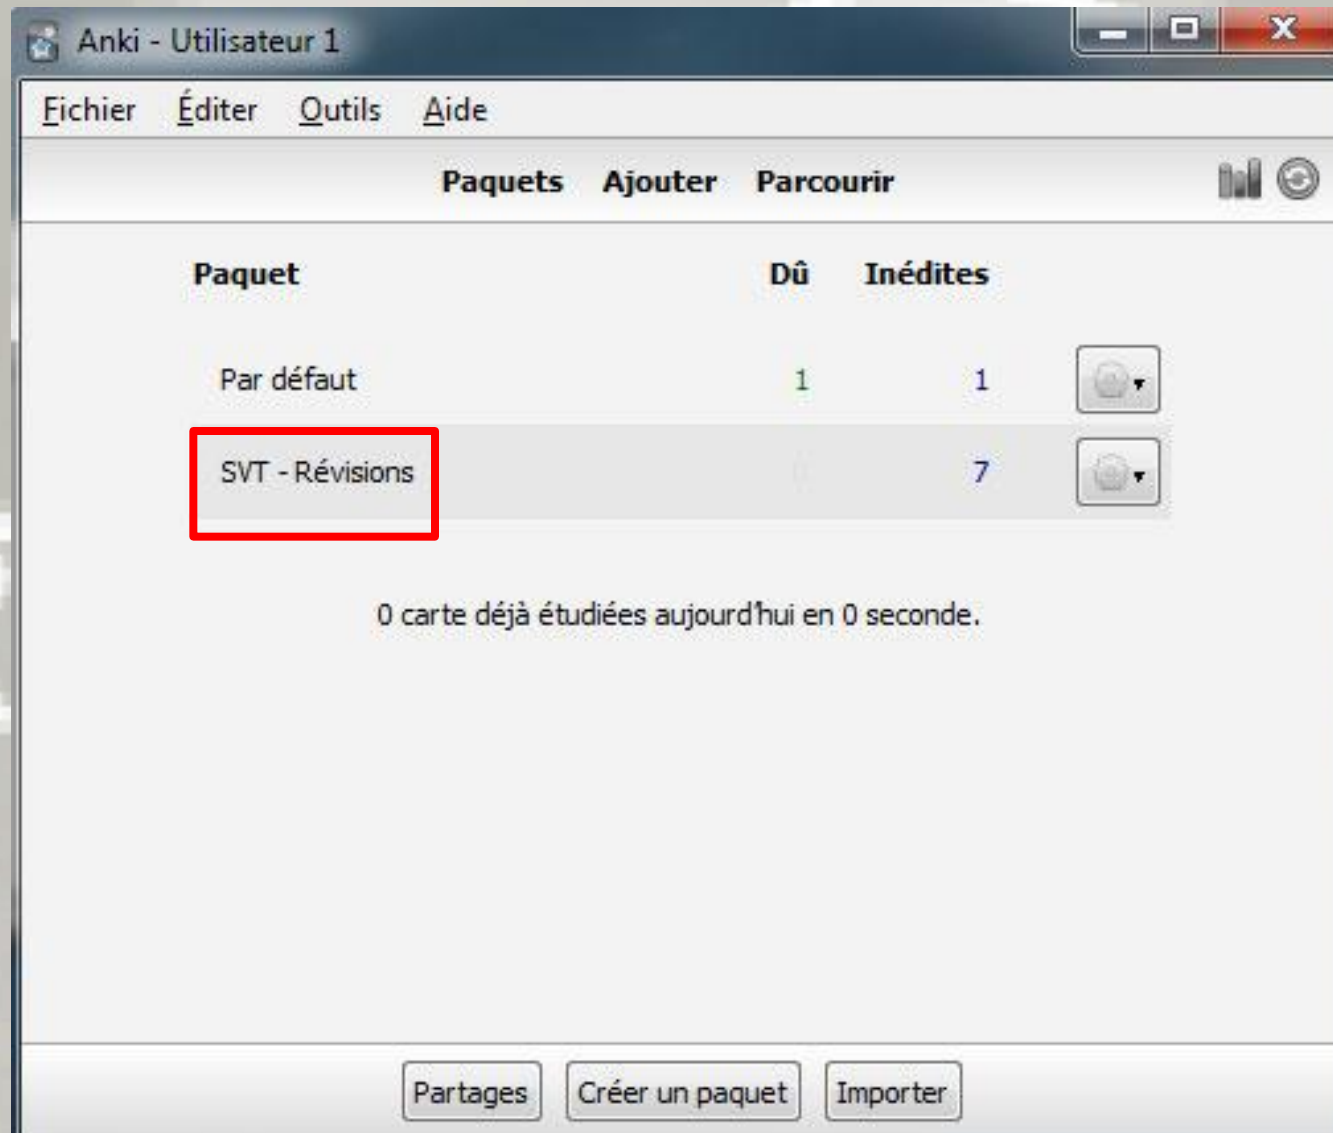 Anki - Utilisateur 1
Fichier Éditer Outils Aide
Paquets Ajouter Parcourir
Paquet Dû Inédites
Par défaut 1 1
SVT - Révisions 0 7
0 carte déjà étudiées aujourd'hui en 0 seconde.
Partages Créer un paquet Importer